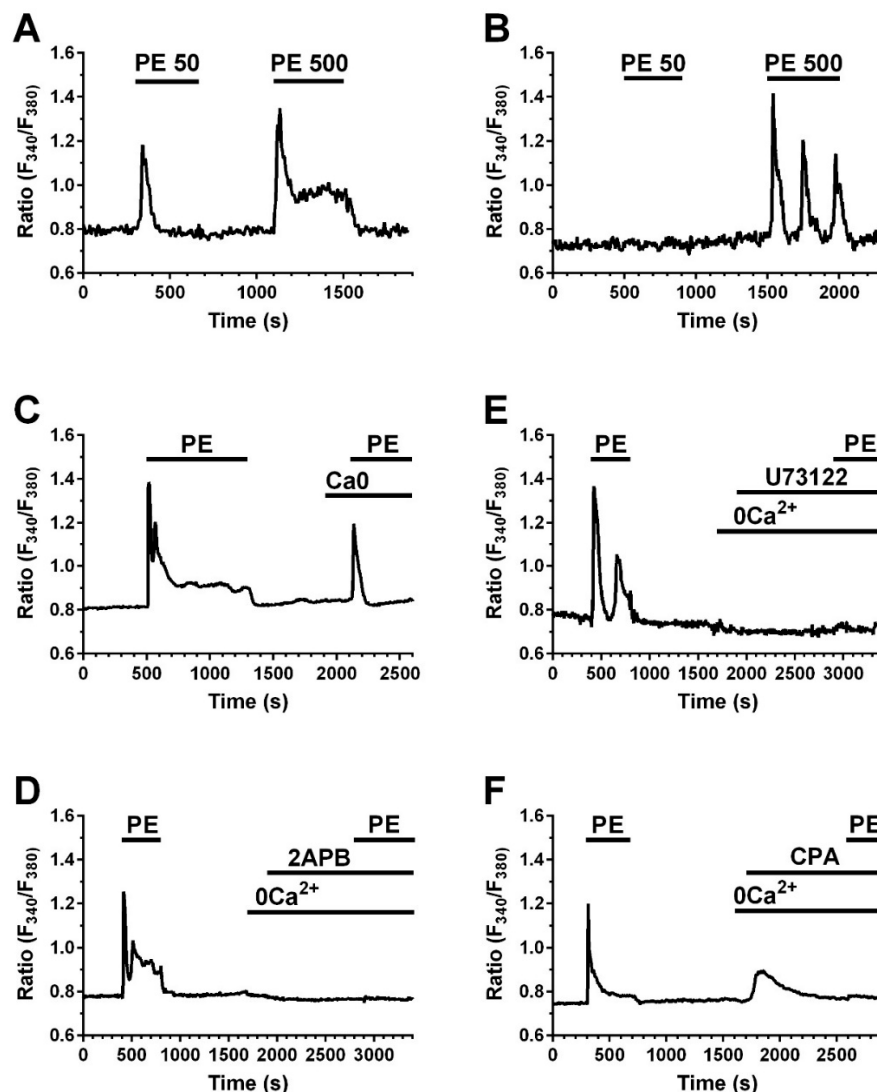 A
PE 50
PE 500
Ratio (F340/F380)
1.6
1.4
1.2
1.0
0.8
0.6
0
500
1000
1500
Time (s)
B
PE 50
PE 500
Ratio (F340/F380)
1.6
1.4
1.2
1.0
0.8
0.6
0
500
1000
1500
2000
Time (s)
C
PE
PE
Ca0
Ratio (F340/F380)
1.6
1.4
1.2
1.0
0.8
0.6
0
500
1000
1500
2000
2500
Time (s)
E
PE
PE
U73122
0Ca2+
Ratio (F340/F380)
1.6
1.4
1.2
1.0
0.8
0.6
0
500
1000
1500
2000
2500
3000
Time (s)
D
PE
PE
2APB
0Ca2+
Ratio (F340/F380)
1.6
1.4
1.2
1.0
0.8
0.6
0
500
1000
1500
2000
2500
3000
Time (s)
F
PE
PE
CPA
0Ca2+
Ratio (F340/F380)
1.6
1.4
1.2
1.0
0.8
0.6
0
500
1000
1500
2000
2500
Time (s)